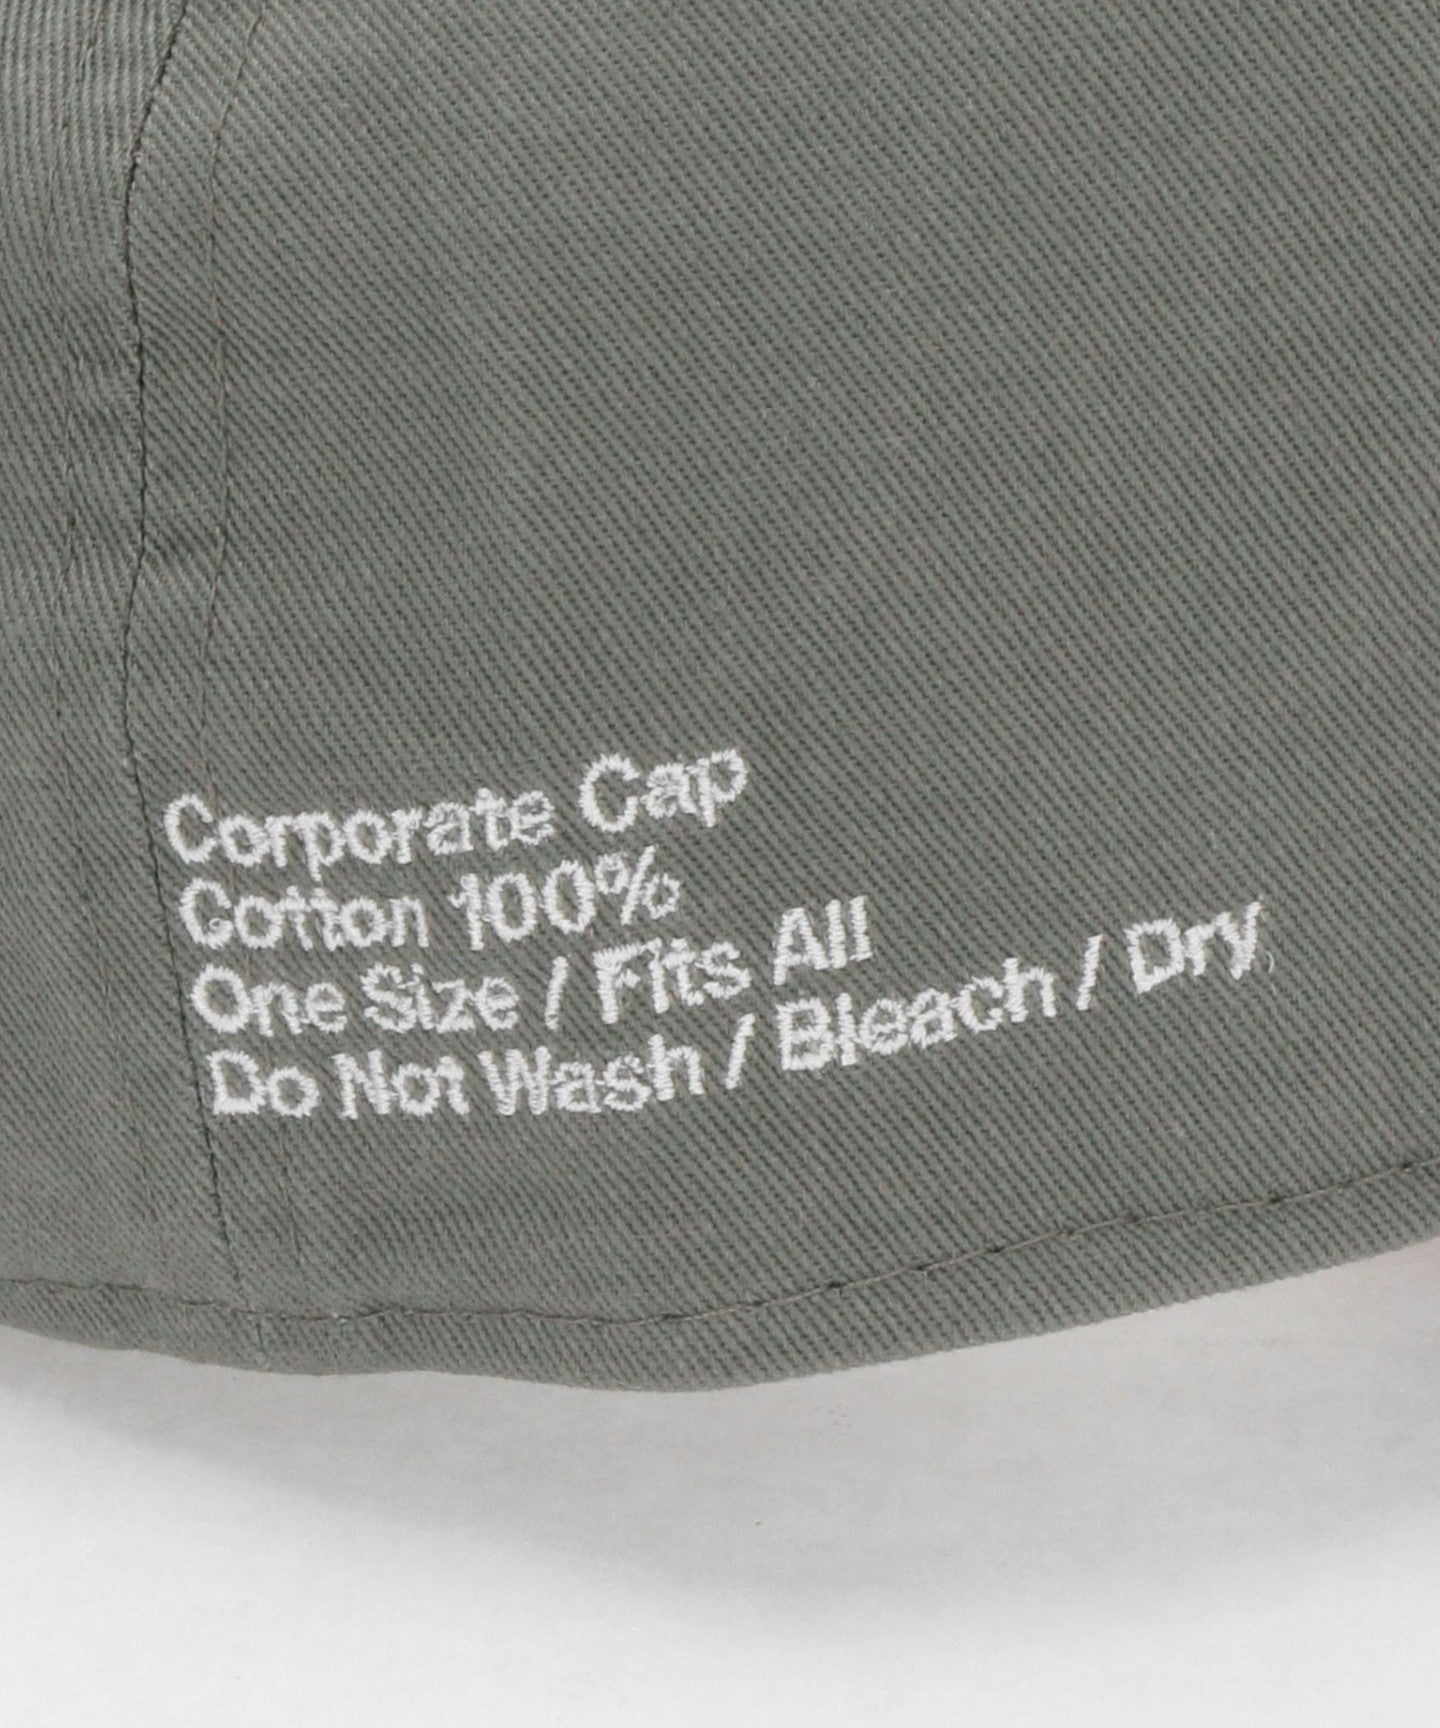 Corporate Cap
Cotton 100%
One Size / Fits All
Do Not Wash / Bleach / Dry